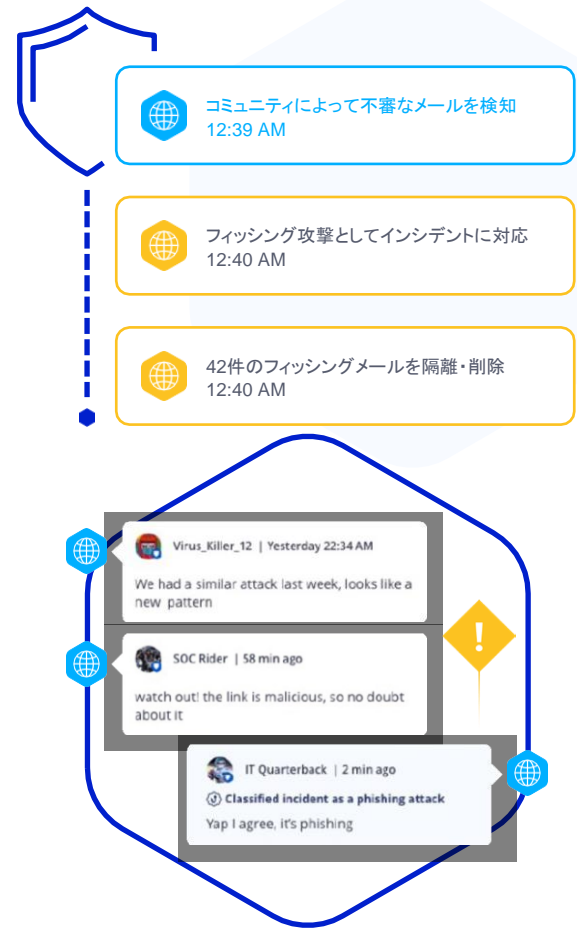 コミュニティによって不審なメールを検知
12:39 AM
フィッシング攻撃としてインシデントに対応
12:40 AM
42件のフィッシングメールを隔離・削除
12:40 AM
Virus_Killer_12 | Yesterday 22:34 AM
We had a similar attack last week, looks like a
new pattern
!
SOC Rider | 58 min ago
watch out! the link is malicious, so no doubt
about it
IT Quarterback | 2 min ago
Classified incident as a phishing attack
Yap I agree, it's phishing